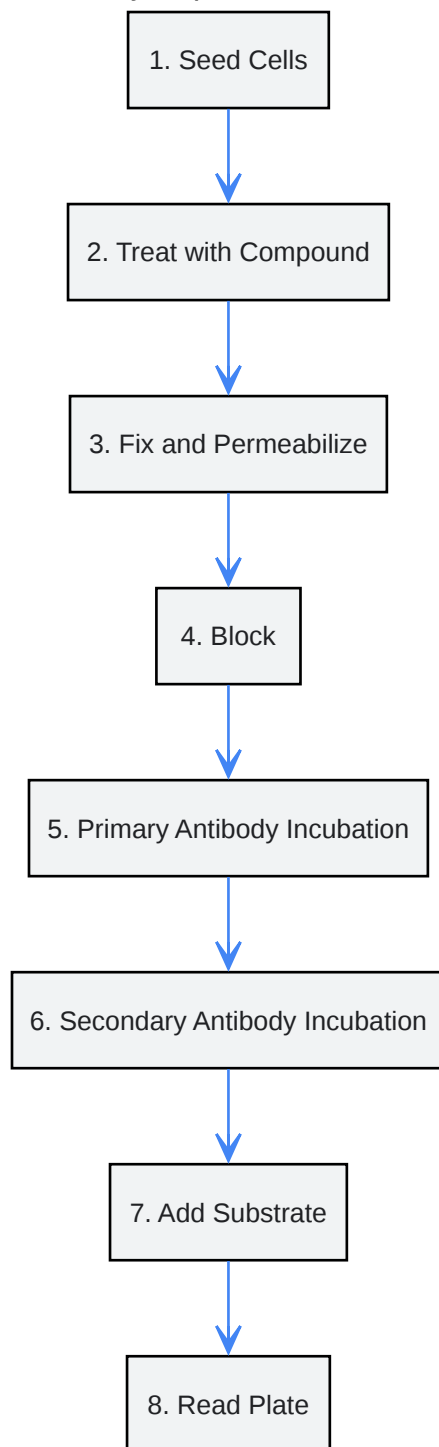 1. Seed Cells
2. Treat with Compound
3. Fix and Permeabilize
4. Block
5. Primary Antibody Incubation
6. Secondary Antibody Incubation
7. Add Substrate
8. Read Plate